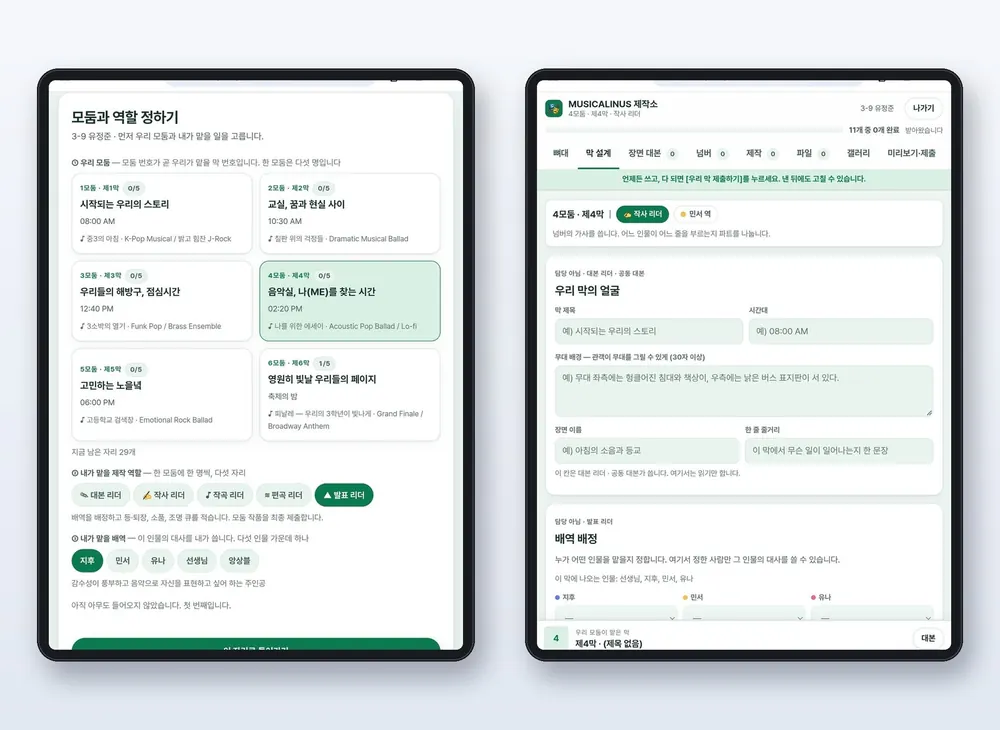 모둠과 역할 정하기
3-9 유정준 · 먼저 우리 모둠과 내가 맡을 일을 고릅니다.
① 우리 모둠 — 모둠 번호가 곧 우리가 맡을 막 번호입니다. 한 모둠은 다섯 명입니다
1모둠 · 제1막 0/5
시작되는 우리의 스토리
08:00 AM
♪ 중3의 아침 · K-Pop Musical / 밝고 힘찬 J-Rock
2모둠 · 제2막 0/5
교실, 꿈과 현실 사이
10:30 AM
♪ 칠판 위의 걱정들 · Dramatic Musical Ballad
3모둠 · 제3막 0/5
우리들의 해방구, 점심시간
12:40 PM
♪ 3소박의 열기 · Funk Pop / Brass Ensemble
4모둠 · 제4막 0/5
음악실, 나(ME)를 찾는 시간
02:20 PM
♪ 나를 위한 에세이 · Acoustic Pop Ballad / Lo-fi
5모둠 · 제5막 0/5
고민하는 노을녘
06:00 PM
♪ 고등학교 검색창 · Emotional Rock Ballad
6모둠 · 제6막 1/5
영원히 빛날 우리들의 페이지
축제의 밤
♪ 피날레 — 우리의 3학년이 빛나게 · Grand Finale /
Broadway Anthem
지금 남은 자리 29개
② 내가 맡을 제작 역할 — 한 모둠에 한 명씩, 다섯 자리
대본 리더 작사 리더 ♪ 작곡 리더 편곡 리더 ▲ 발표 리더
배역을 배정하고 등·퇴장, 소품, 조명 큐를 적습니다. 모둠 작품을 최종 제출합니다.
③ 내가 맡을 배역 — 이 인물의 대사를 내가 씁니다. 다섯 인물 가운데 하나
지후 민서 유나 선생님 앙상블
감수성이 풍부하고 음악으로 자신을 표현하고 싶어 하는 주인공
아직 아무도 들어오지 않았습니다. 첫 번째입니다.
MUSICALINUS 제작소
4모둠 · 제4막 · 작사 리더
3-9 유정준
나가기
11개 중 0개 완료 받아왔습니다
뼈대 막 설계 장면 대본 0 넘버 0 제작 0 파일 0 갤러리 미리보기·제출
언제든 쓰고, 다 되면 [우리 막 제출하기]를 누르세요. 낸 뒤에도 고칠 수 있습니다.
4모둠 · 제4막 | 작사 리더 민서 역
넘버의 가사를 씁니다. 어느 인물이 어느 줄을 부르는지 파트를 나눕니다.
담당 아님 · 대본 리더 · 공동 대본
우리 막의 얼굴
막 제목
예) 시작되는 우리의 스토리
시간대
예) 08:00 AM
무대 배경 — 관객이 무대를 그릴 수 있게 (30자 이상)
예) 무대 좌측에는 헝클어진 침대와 책상이, 우측에는 낡은 버스 표지판이 서 있다.
장면 이름
예) 아침의 소음과 등교
한 줄 줄거리
이 막에서 무슨 일이 일어나는지 한 문장
이 칸은 대본 리더 · 공동 대본가 씁니다. 여기서는 읽기만 합니다.
담당 아님 · 발표 리더
배역 배정
누가 어떤 인물을 맡을지 정합니다. 여기서 정한 사람만 그 인물의 대사를 쓸 수 있습니다.
이 막에 나오는 인물: 선생님, 지후, 민서, 유나
지후 민서 유나
4
우리 모둠이 맡은 막
제4막 · (제목 없음)
대본